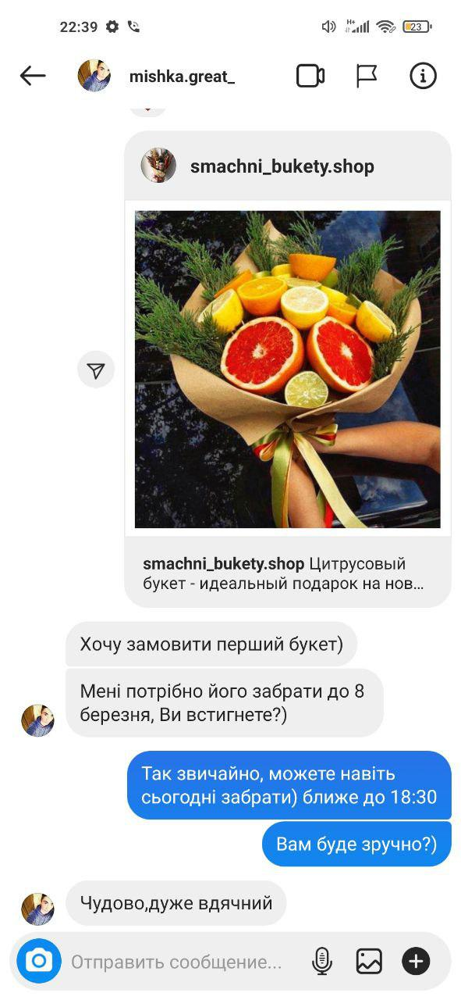 22:39
H+
23
mishka.great_
smachni_bukety.shop
smachni_bukety.shop Цитрусовый
букет - идеальный подарок на нов...
Хочу замовити перший букет)
Мені потрібно його забрати до 8
березня, Ви встигнете?)
Так звичайно, можете навіть
сьогодні забрати) ближче до 18:30
Вам буде зручно?)
Чудово,дуже вдячний
Отправить сообщение...